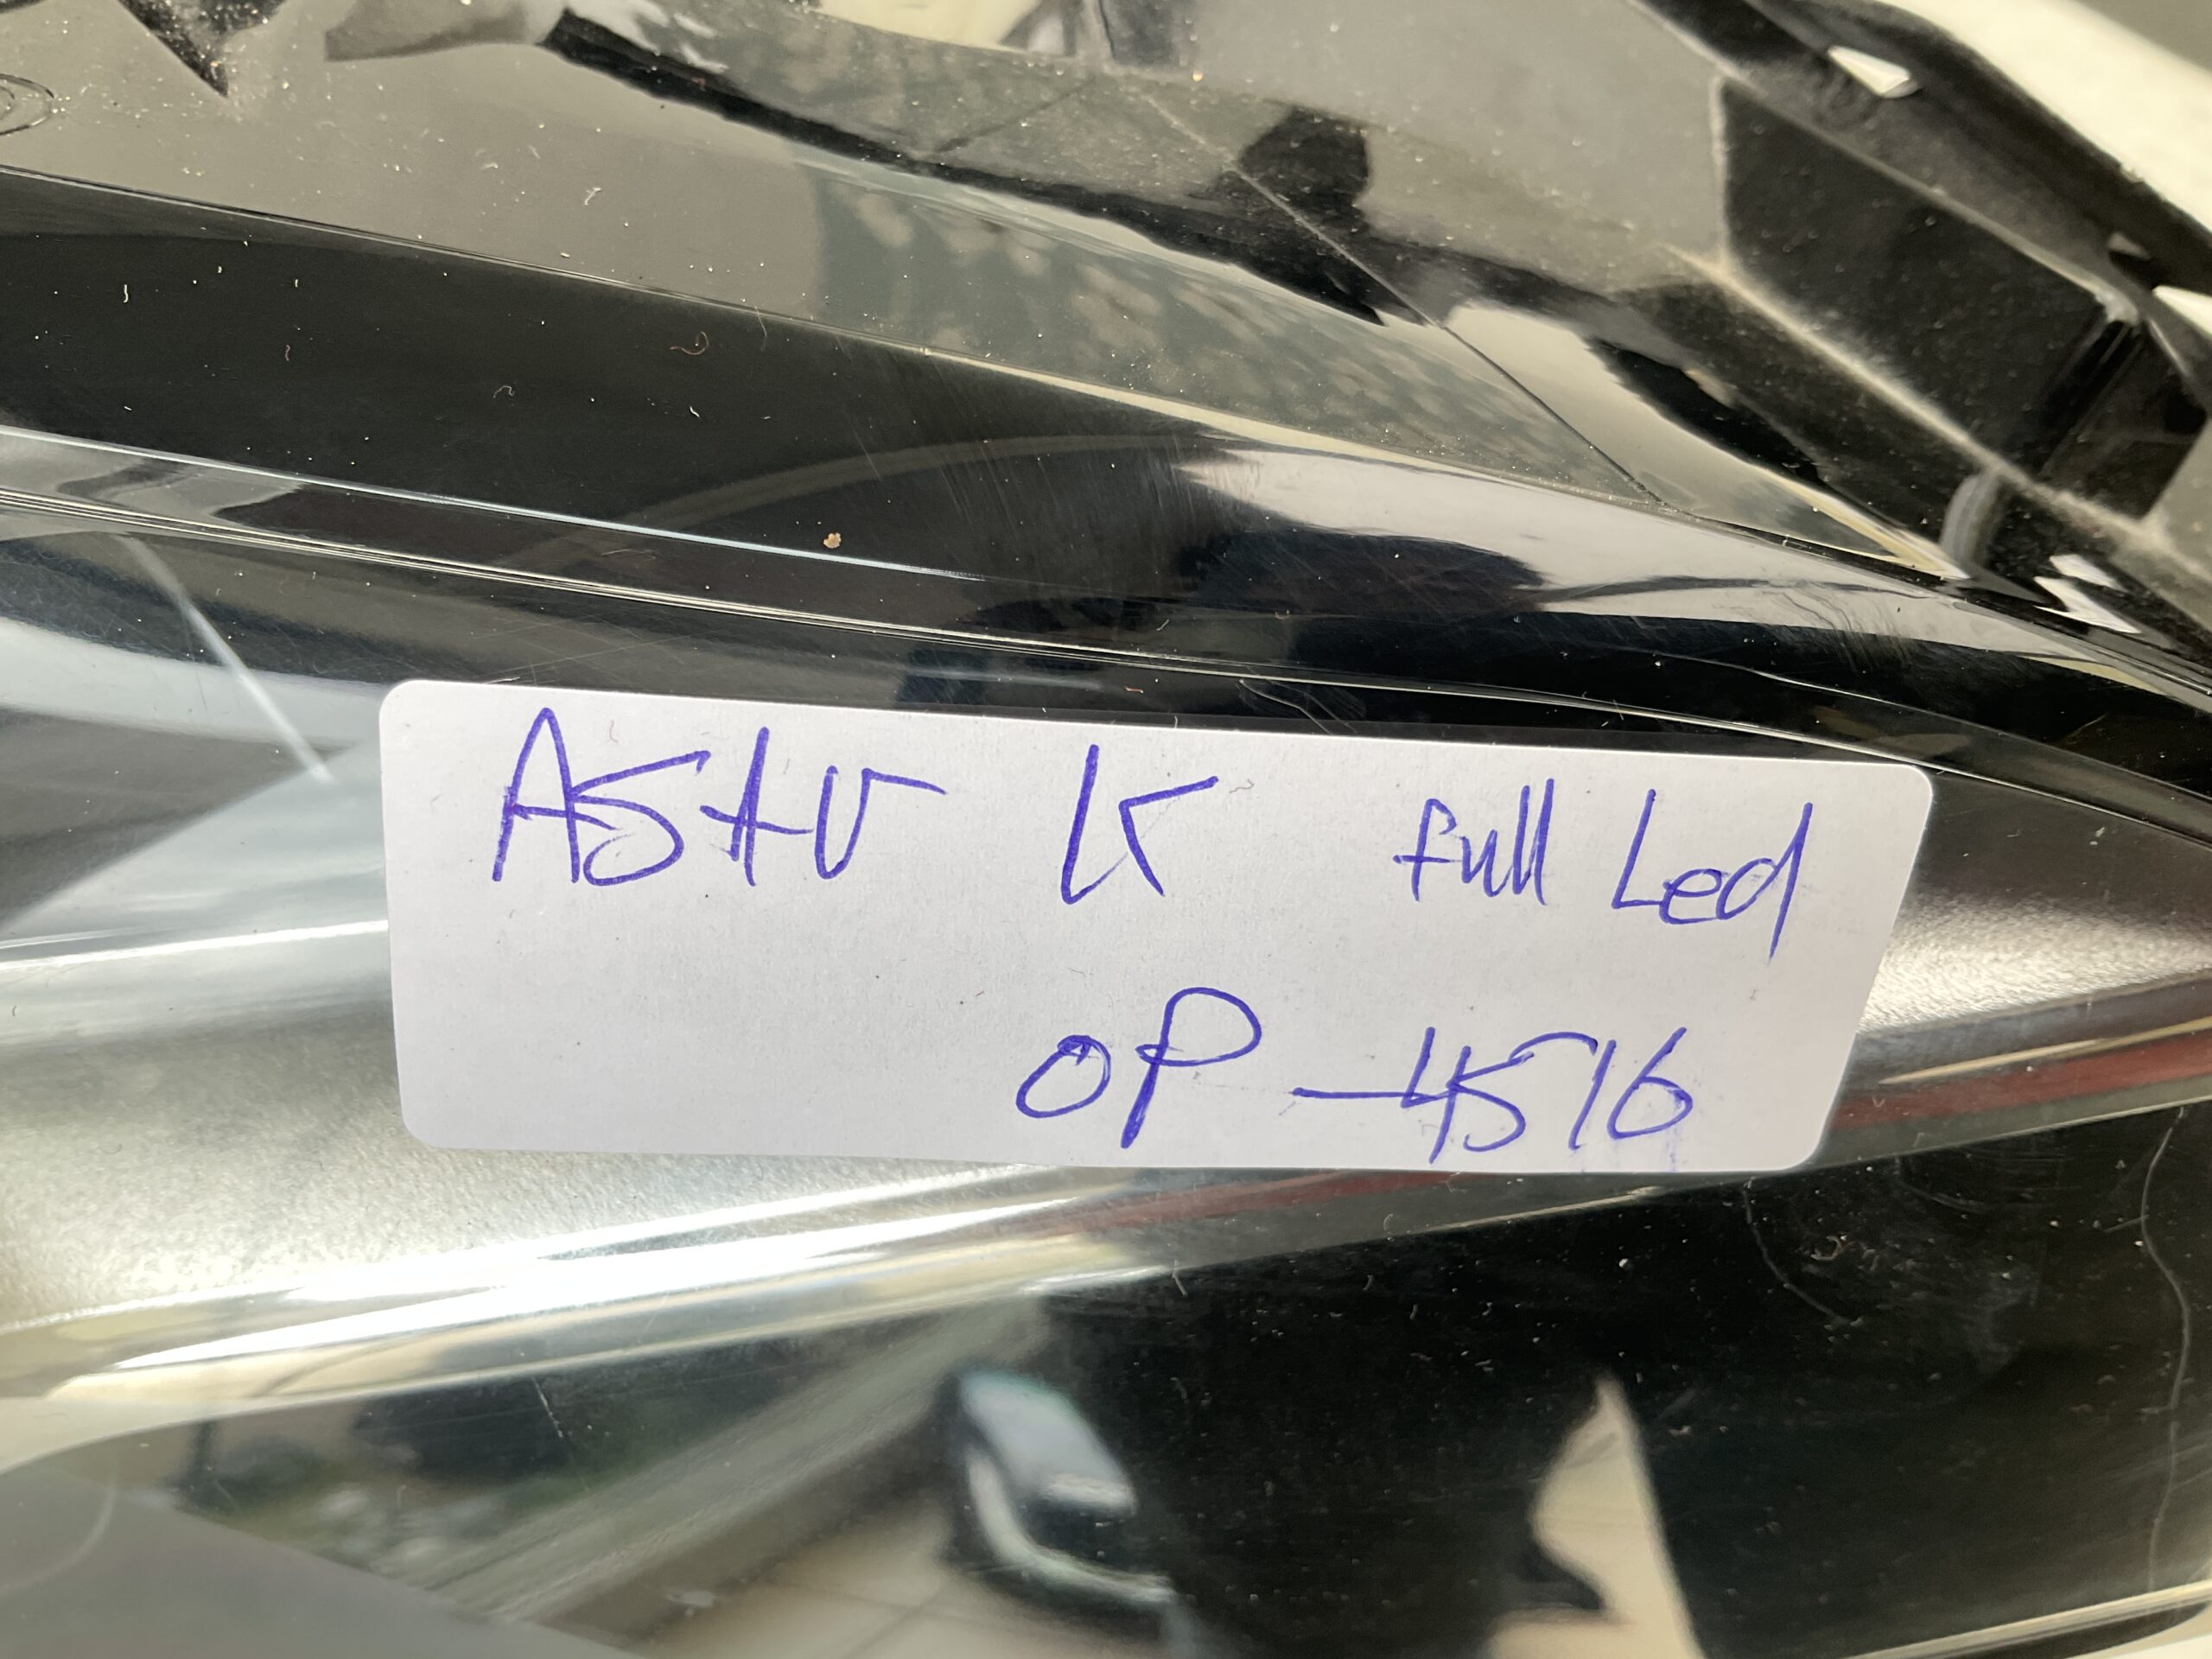 Astr K full Led
OP-4516